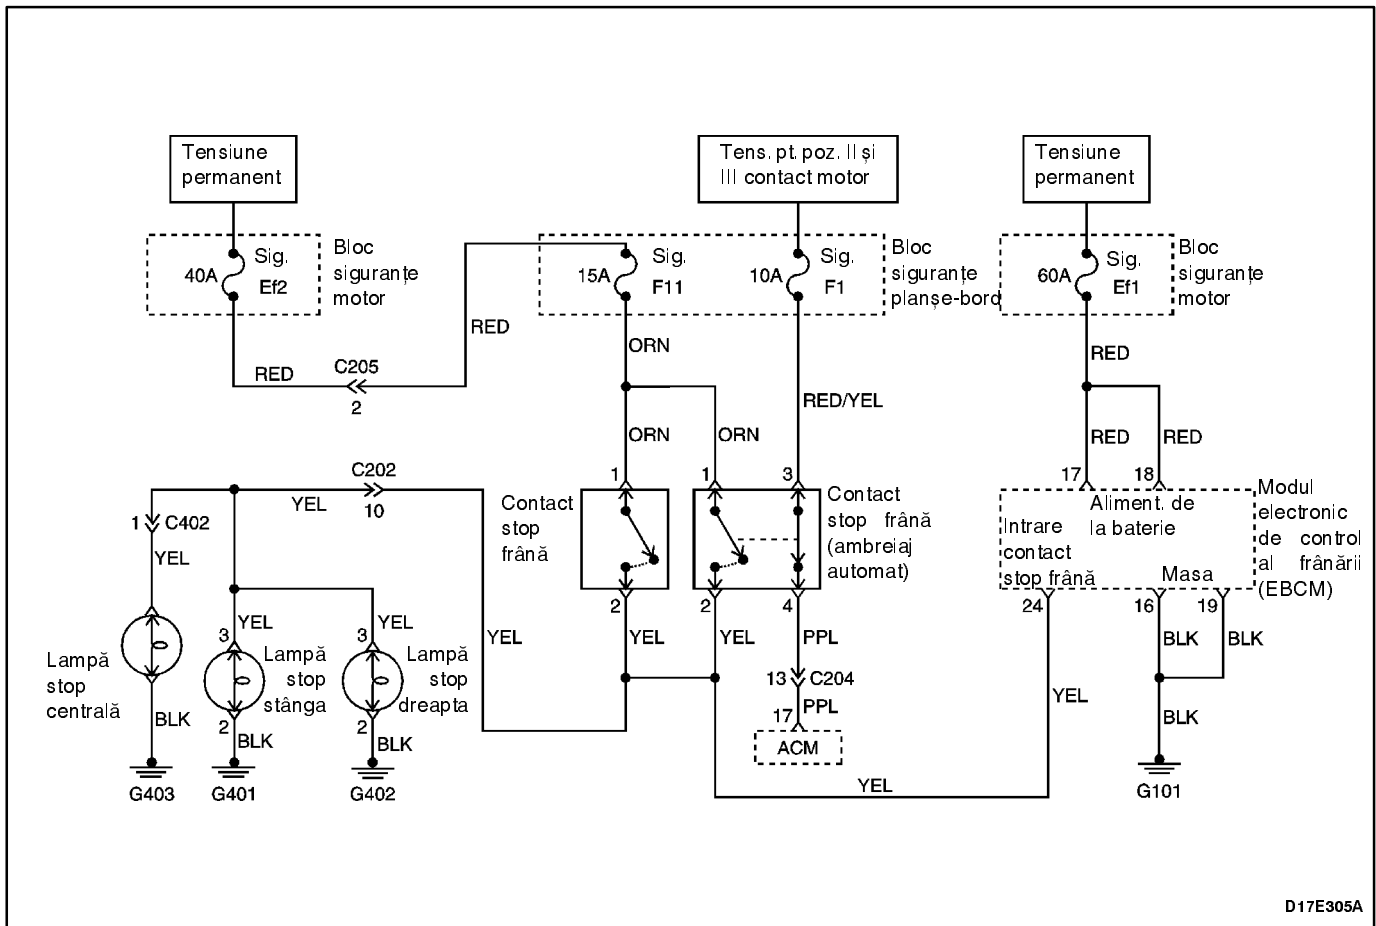 Tensiune
permanent
Tens. pt. poz. II și
III contact motor
Tensiune
permanent
40A
Sig.
Ef2
Bloc
siguranțe
motor
15A
Sig.
F11
10A
Sig.
F1
Bloc
siguranțe
planșe-bord
60A
Sig.
Ef1
Bloc
siguranțe
motor
RED
C205
2
RED
ORN
RED/YEL
RED
ORN
ORN
RED
RED
C202
YEL
10
1
C402
YEL
Contact
stop
frână
1
2
1
3
2
4
Contact
stop frână
(ambreiaj
automat)
17
18
Aliment. de
la baterie
Intrare
contact
stop frână
Masa
24
16
19
Modul
electronic
de control
al frânării
(EBCM)
YEL
YEL
YEL
YEL
YEL
PPL
BLK
BLK
3
3
Lampă
stop
centrală
Lampă
stop
stânga
Lampă
stop
dreapta
13
C204
PPL
17
ACM
YEL
BLK
BLK
2
BLK
2
BLK
YEL
G403
G401
G402
G101
D17E305A